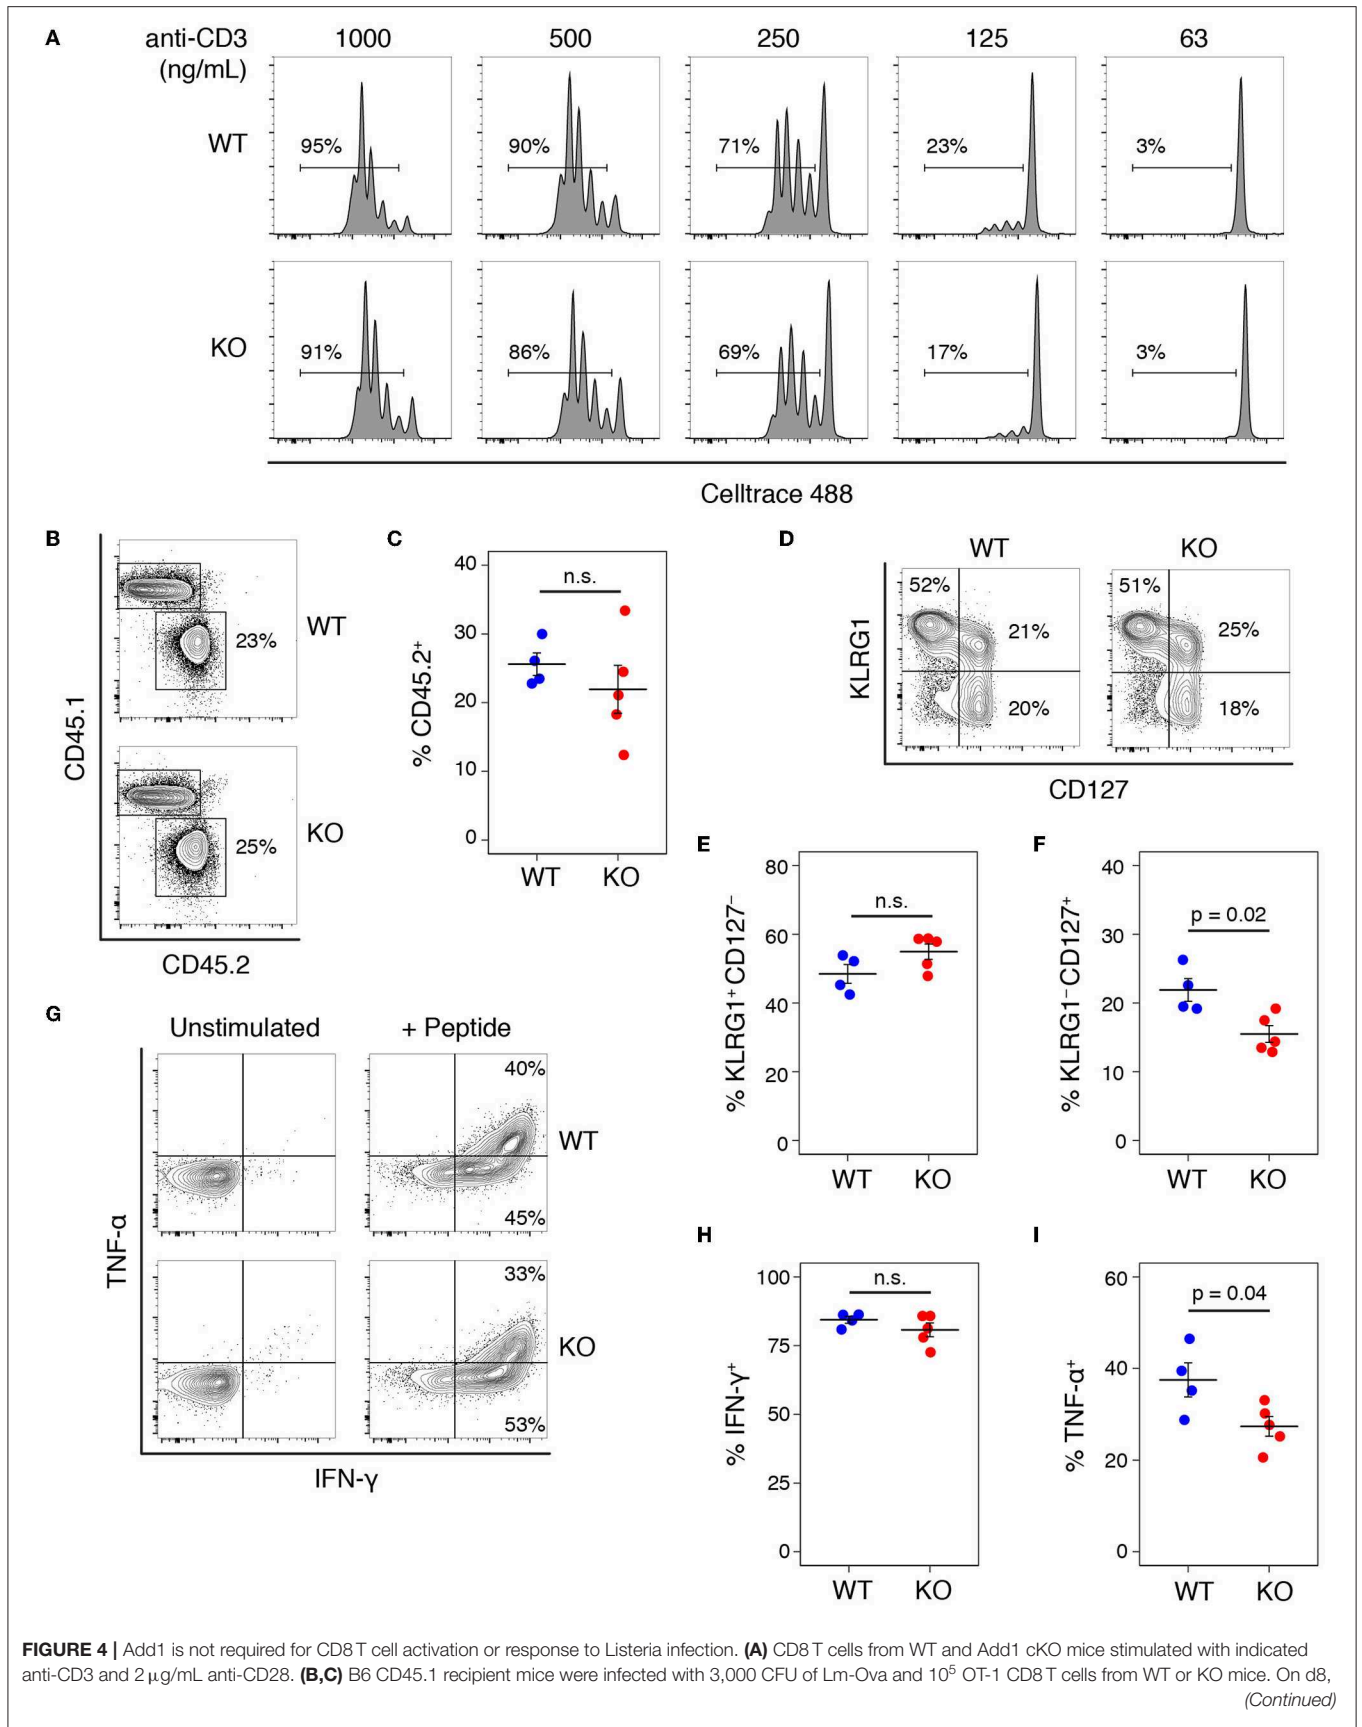 A
anti-CD3 (ng/mL)
1000 500 250 125 63
WT
95% 90% 71% 23% 3%
KO
91% 86% 69% 17% 3%
Celltrace 488
B
CD45.1
WT
23%
KO
25%
CD45.2
C
% CD45.2⁺
40
30
20
10
0
n.s.
WT KO
D
WT KO
KLRG1
52% 21% 20%
51% 25% 18%
CD127
E
% KLRG1⁺CD127⁻
80
60
40
20
0
n.s.
WT KO
F
% KLRG1⁻CD127⁺
40
30
20
10
0
p = 0.02
WT KO
G
Unstimulated + Peptide
TNF-α
40%
WT
45%
33%
KO
53%
IFN-γ
H
% IFN-γ⁺
100
75
50
25
0
n.s.
WT KO
I
% TNF-α⁺
60
40
20
0
p = 0.04
WT KO
FIGURE 4 | Add1 is not required for CD8 T cell activation or response to Listeria infection. (A) CD8 T cells from WT and Add1 cKO mice stimulated with indicated
anti-CD3 and 2 μg/mL anti-CD28. (B,C) B6 CD45.1 recipient mice were infected with 3,000 CFU of Lm-Ova and 10⁵ OT-1 CD8 T cells from WT or KO mice. On d8,
(Continued)